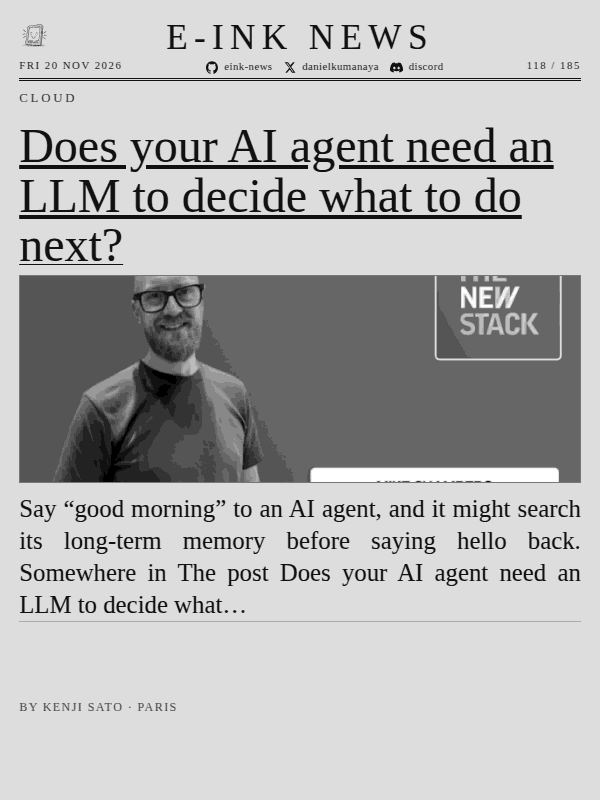 E-INK NEWS
FRI 20 NOV 2026
eink-news
danielkumanaya
discord
118 / 185
CLOUD
Does your AI agent need an
LLM to decide what to do
next?
THE
NEW
STACK
Say “good morning” to an AI agent, and it might search
its long-term memory before saying hello back.
Somewhere in The post Does your AI agent need an
LLM to decide what…
BY KENJI SATO · PARIS